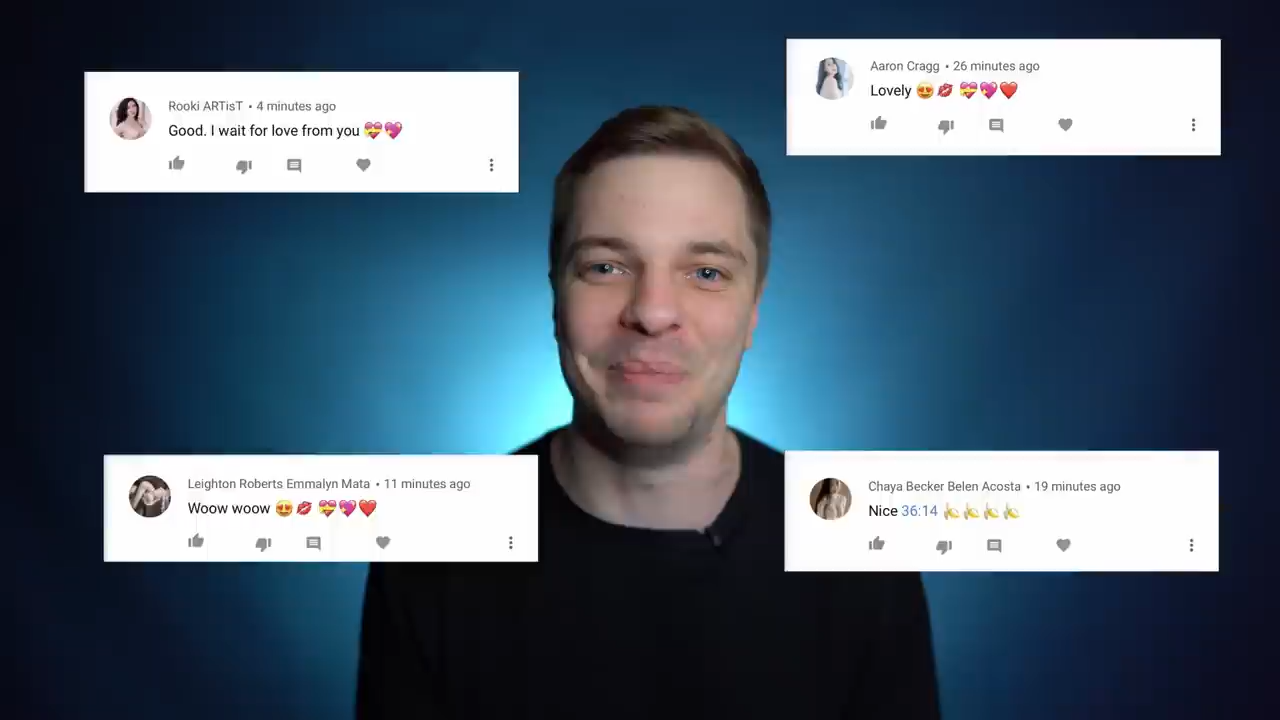 Rooki ARTisT • 4 minutes ago
Good. I wait for love from you 💝💖
Aaron Cragg • 26 minutes ago
Lovely 😍💋 💝💖❤️
Leighton Roberts Emmalyn Mata • 11 minutes ago
Woow woow 😍💋 💝💖❤️
Chaya Becker Belen Acosta • 19 minutes ago
Nice 36:14 🍌🍌🍌🍌